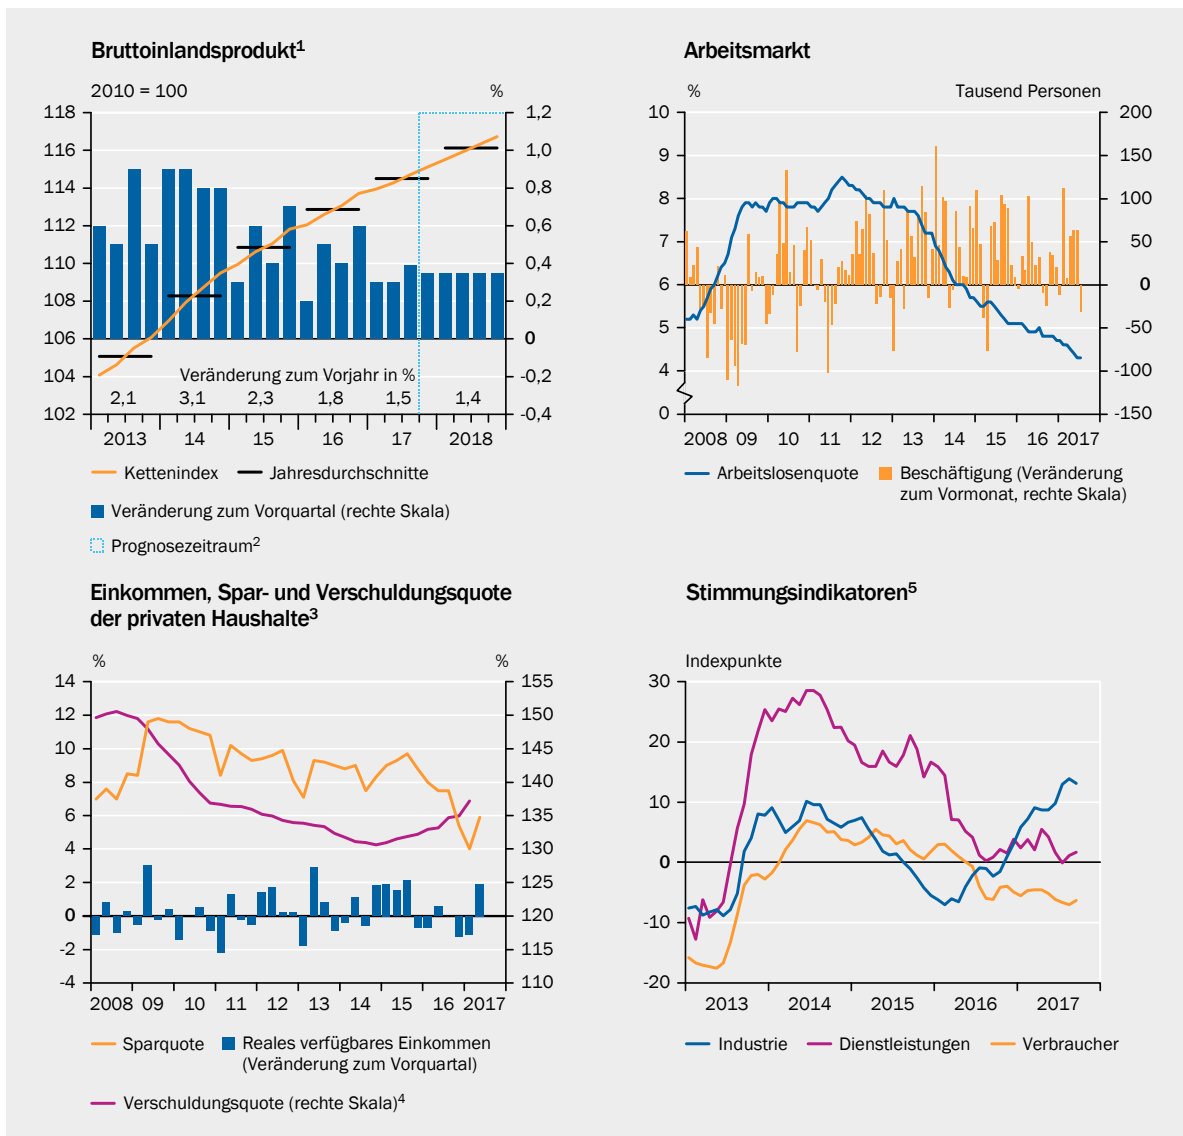 Bruttoinlandsprodukt1
2010 = 100
%
118
116
114
112
110
108
106
104
102
1,2
1,0
0,8
0,6
0,4
0,2
0
-0,2
-0,4
Veränderung zum Vorjahr in %
2,1 3,1 2,3 1,8 1,5 1,4
2013 14 15 16 17 2018
Kettenindex Jahresdurchschnitte
Veränderung zum Vorquartal (rechte Skala)
Prognosezeitraum2
Arbeitsmarkt
% Tausend Personen
10
9
8
7
6
5
4
0
200
150
100
50
0
-50
-100
-150
2008 09 10 11 12 13 14 15 16 2017
Arbeitslosenquote
Beschäftigung (Veränderung
zum Vormonat, rechte Skala)
Einkommen, Spar- und Verschuldungsquote
der privaten Haushalte3
% %
14
12
10
8
6
4
2
0
-2
-4
155
150
145
140
135
130
125
120
115
110
2008 09 10 11 12 13 14 15 16 2017
Sparquote
Reales verfügbares Einkommen
(Veränderung zum Vorquartal)
Verschuldungsquote (rechte Skala)4
Stimmungsindikatoren5
Indexpunkte
30
20
10
0
-10
-20
2013 2014 2015 2016 2017
Industrie Dienstleistungen Verbraucher